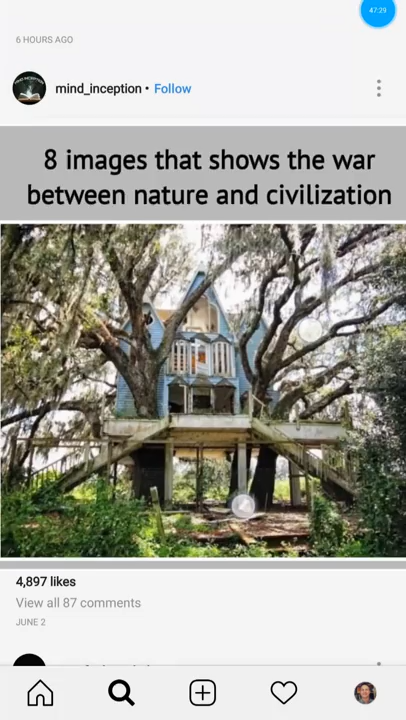 47:29
6 HOURS AGO
mind_inception • Follow
8 images that shows the war
between nature and civilization
4,897 likes
View all 87 comments
JUNE 2